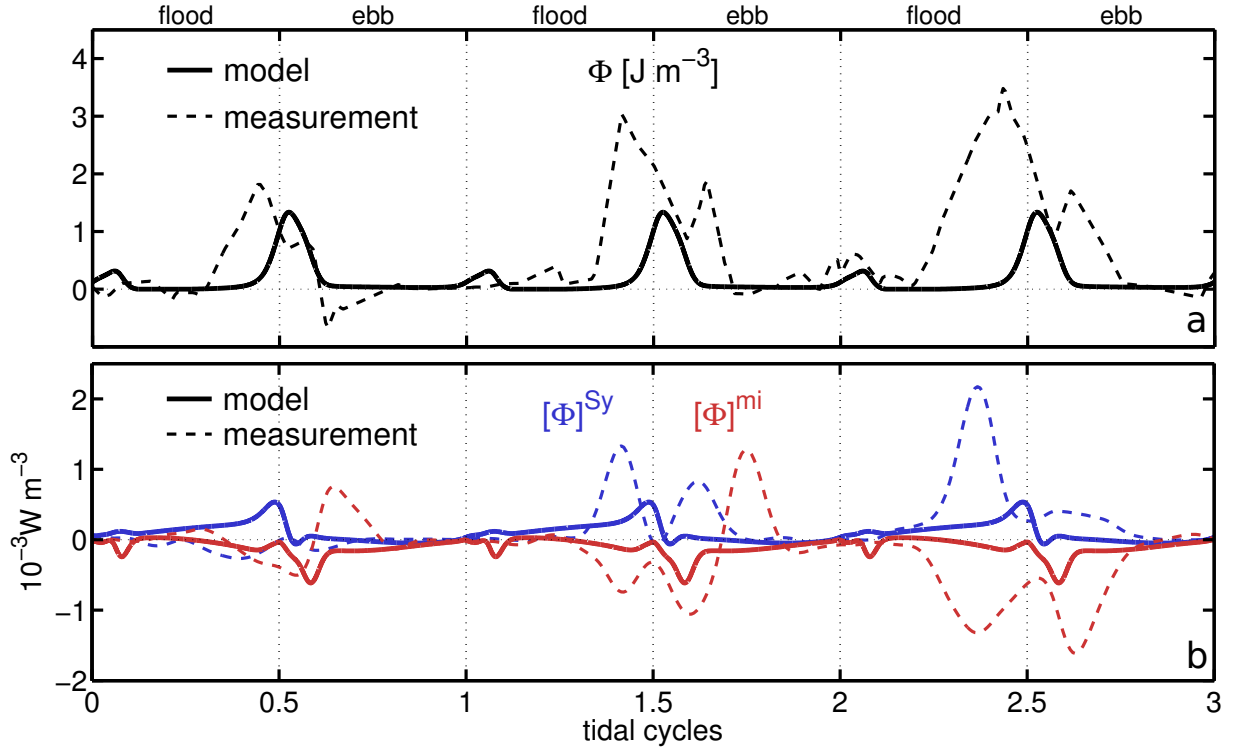 flood ebb flood ebb flood ebb
4
3
2
1
0
model
measurement
Φ [J m⁻³]
a
2
1
0
−1
−2
model
measurement
[Φ]ˢʸ [Φ]ᵐⁱ
10⁻³W m⁻³
b
0 0.5 1 1.5 2 2.5 3
tidal cycles